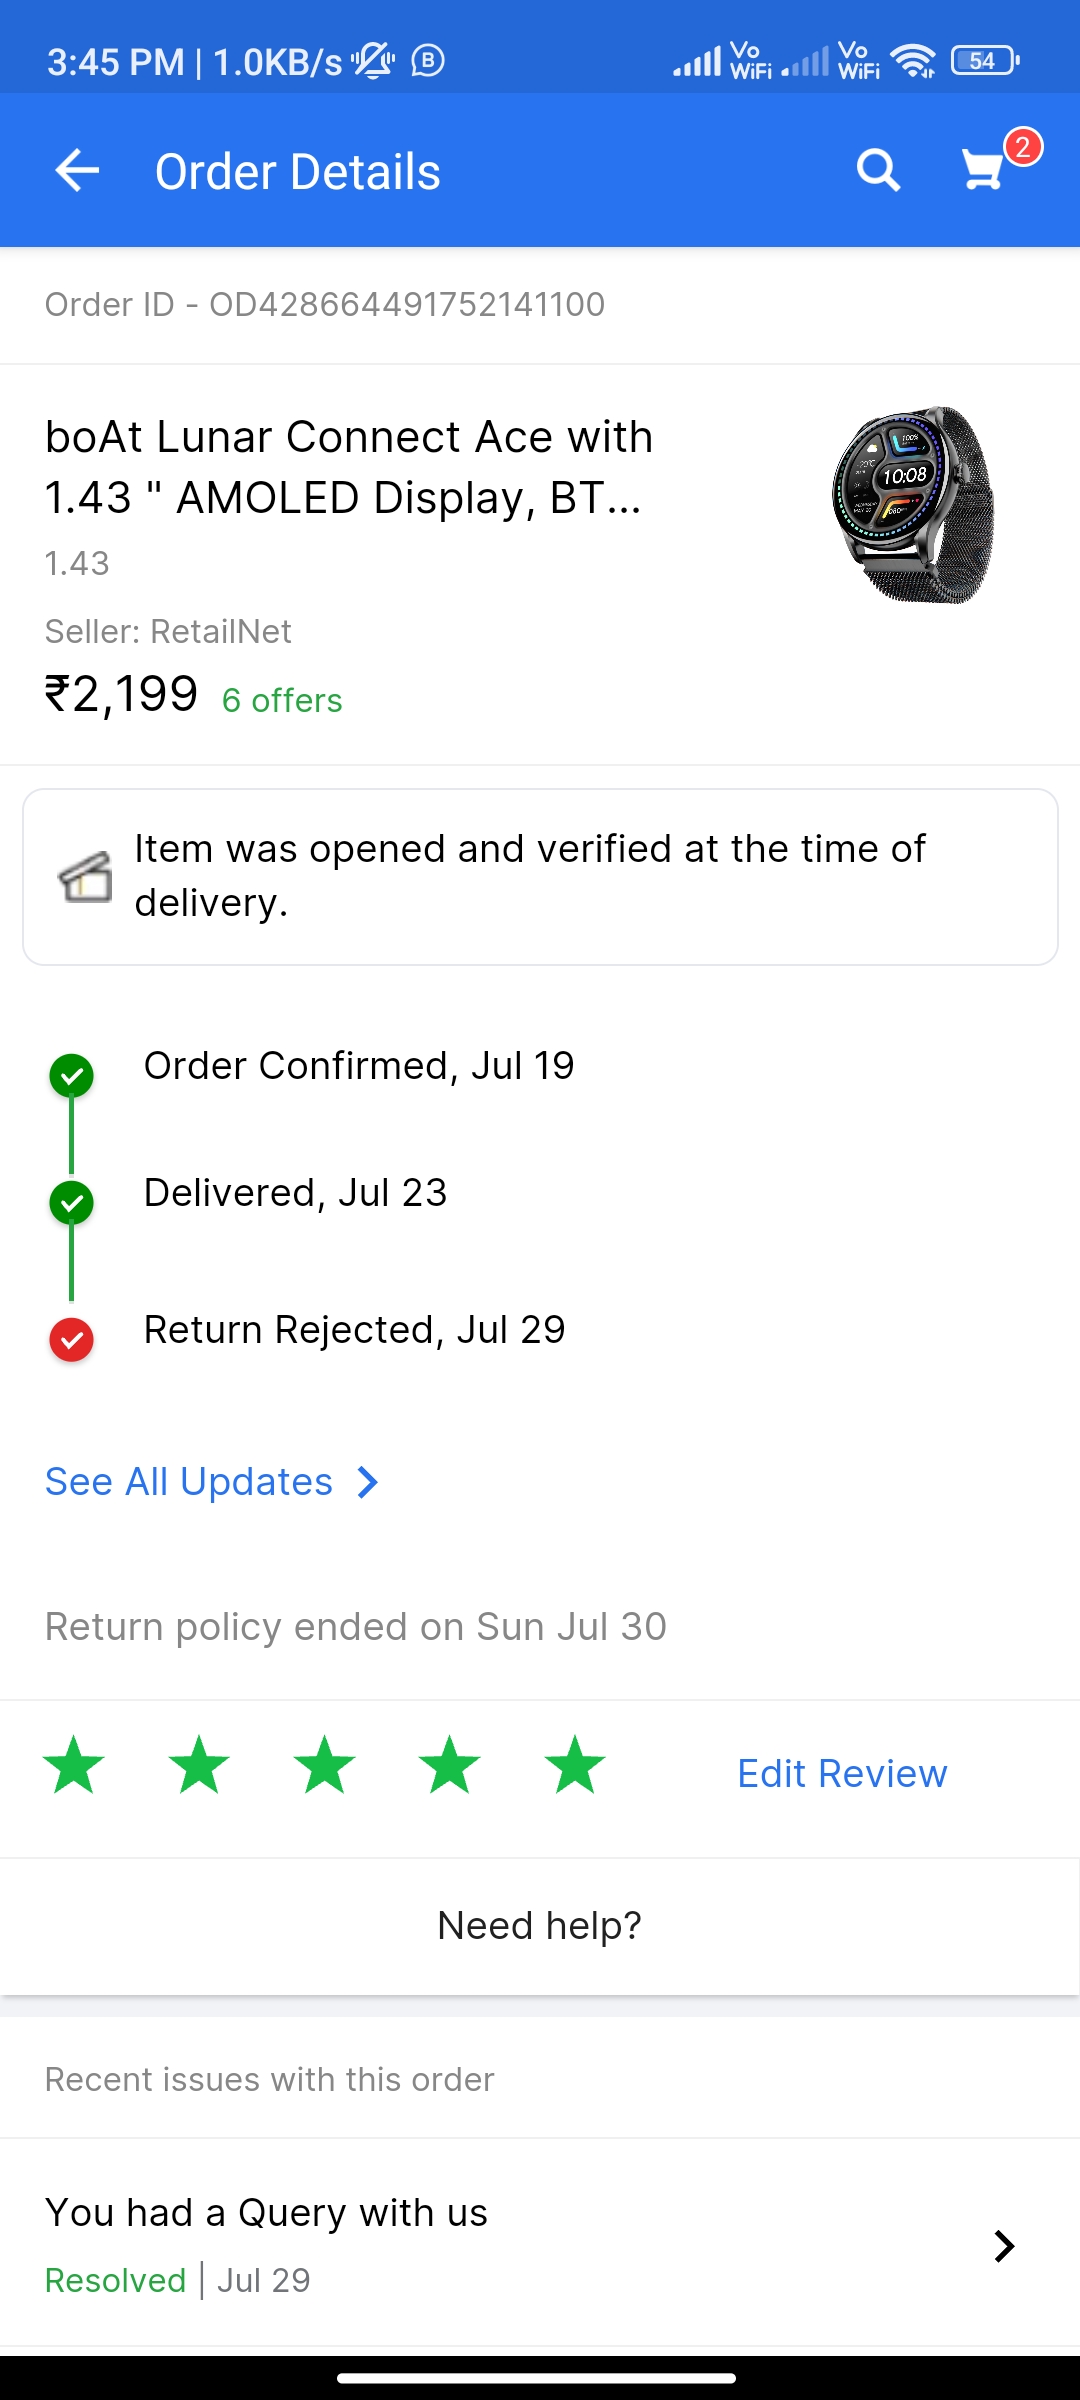 3:45 PM | 1.0KB/s B Vo WiFi Vo WiFi 54
Order Details 2
Order ID - OD428664491752141100
boAt Lunar Connect Ace with
1.43 " AMOLED Display, BT...
1.43
Seller: RetailNet
₹2,199 6 offers
100%
10:08
Item was opened and verified at the time of
delivery.
Order Confirmed, Jul 19
Delivered, Jul 23
Return Rejected, Jul 29
See All Updates
Return policy ended on Sun Jul 30
Edit Review
Need help?
Recent issues with this order
You had a Query with us
Resolved | Jul 29